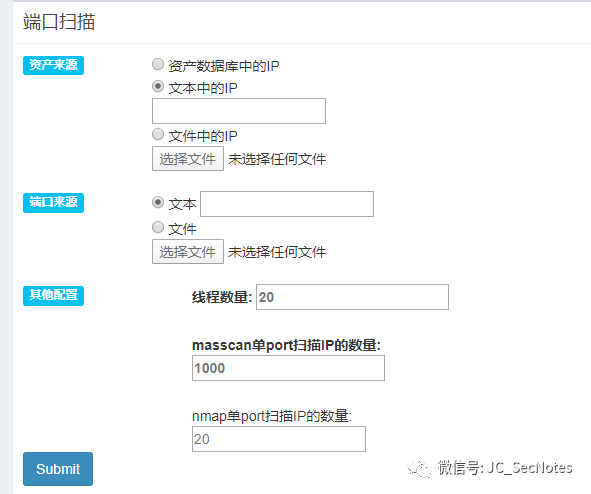 端口扫描
资产来源
资产数据库中的IP
文本中的IP
文件中的IP
选择文件 未选择任何文件
端口来源
文本
文件
选择文件 未选择任何文件
其他配置
线程数量: 20
masscan单port扫描IP的数量:
1000
nmap单port扫描IP的数量:
20
Submit
微信号: JC_SecNotes